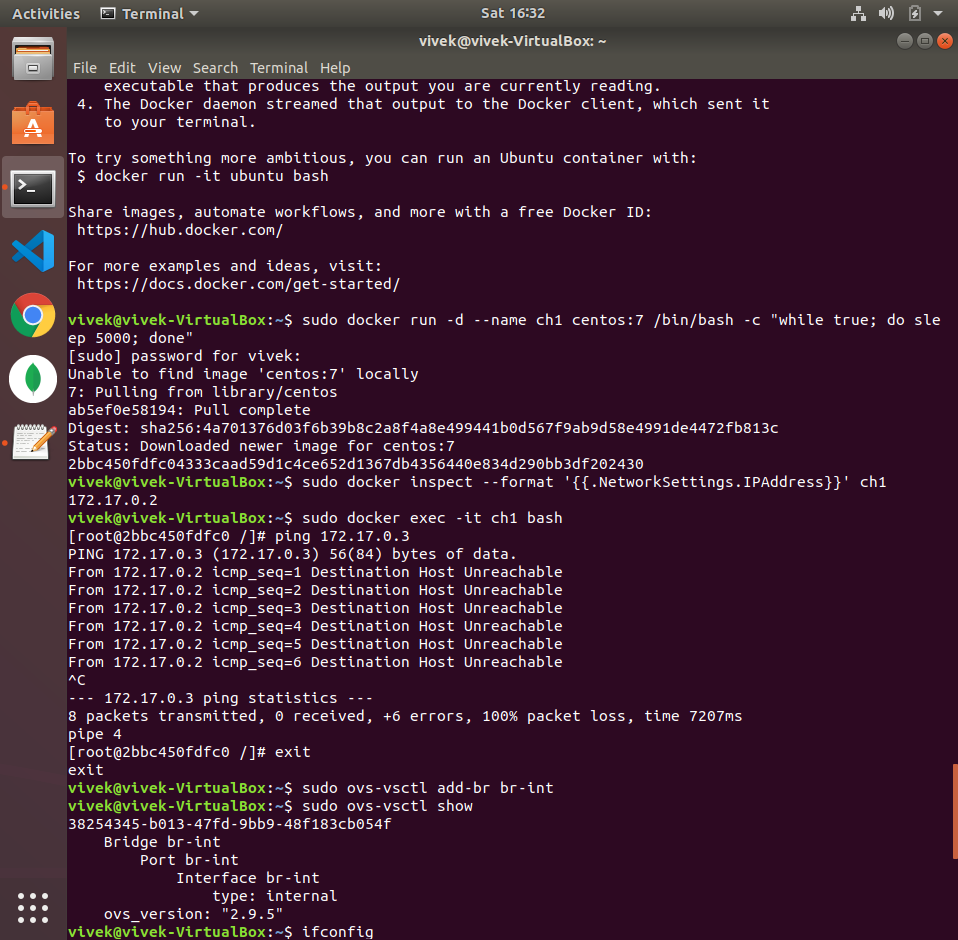 Activities Terminal Sat 16:32
vivek@vivek-VirtualBox: ~
File Edit View Search Terminal Help
executable that produces the output you are currently reading.
4. The Docker daemon streamed that output to the Docker client, which sent it
to your terminal.
To try something more ambitious, you can run an Ubuntu container with:
$ docker run -it ubuntu bash
Share images, automate workflows, and more with a free Docker ID:
https://hub.docker.com/
For more examples and ideas, visit:
https://docs.docker.com/get-started/
vivek@vivek-VirtualBox:~$ sudo docker run -d --name ch1 centos:7 /bin/bash -c "while true; do sle
ep 5000; done"
[sudo] password for vivek:
Unable to find image 'centos:7' locally
7: Pulling from library/centos
ab5ef0e58194: Pull complete
Digest: sha256:4a701376d03f6b39b8c2a8f4a8e499441b0d567f9ab9d58e4991de4472fb813c
Status: Downloaded newer image for centos:7
2bbc450fdfc04333caad59d1c4ce652d1367db4356440e834d290bb3df202430
vivek@vivek-VirtualBox:~$ sudo docker inspect --format '{{.NetworkSettings.IPAddress}}' ch1
172.17.0.2
vivek@vivek-VirtualBox:~$ sudo docker exec -it ch1 bash
[root@2bbc450fdfc0 /]# ping 172.17.0.3
PING 172.17.0.3 (172.17.0.3) 56(84) bytes of data.
From 172.17.0.2 icmp_seq=1 Destination Host Unreachable
From 172.17.0.2 icmp_seq=2 Destination Host Unreachable
From 172.17.0.2 icmp_seq=3 Destination Host Unreachable
From 172.17.0.2 icmp_seq=4 Destination Host Unreachable
From 172.17.0.2 icmp_seq=5 Destination Host Unreachable
From 172.17.0.2 icmp_seq=6 Destination Host Unreachable
^C
--- 172.17.0.3 ping statistics ---
8 packets transmitted, 0 received, +6 errors, 100% packet loss, time 7207ms
pipe 4
[root@2bbc450fdfc0 /]# exit
exit
vivek@vivek-VirtualBox:~$ sudo ovs-vsctl add-br br-int
vivek@vivek-VirtualBox:~$ sudo ovs-vsctl show
38254345-b013-47fd-9bb9-48f183cb054f
Bridge br-int
Port br-int
Interface br-int
type: internal
ovs_version: "2.9.5"
vivek@vivek-VirtualBox:~$ ifconfig